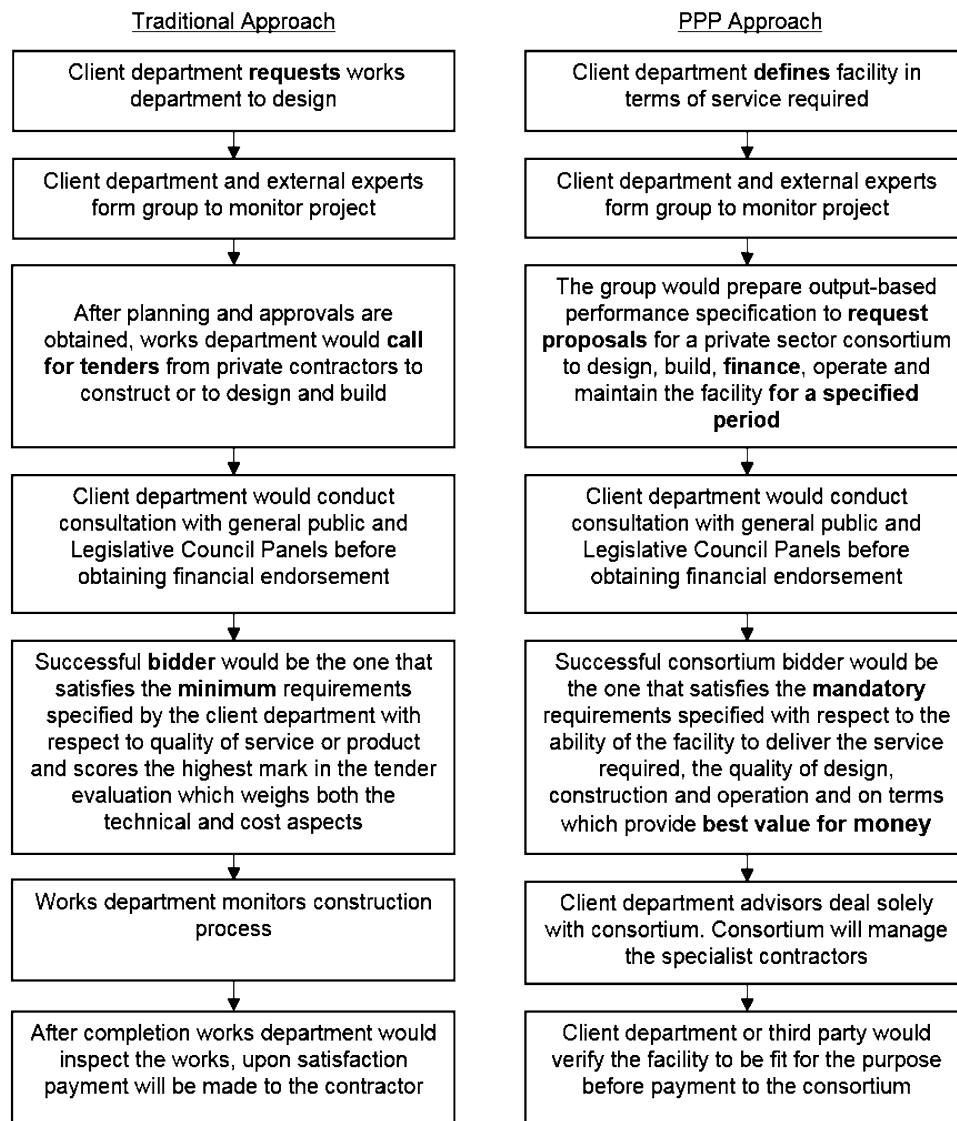 Traditional Approach
Client department requests works
department to design
Client department and external experts
form group to monitor project
After planning and approvals are
obtained, works department would call
for tenders from private contractors to
construct or to design and build
Client department would conduct
consultation with general public and
Legislative Council Panels before
obtaining financial endorsement
Successful bidder would be the one that
satisfies the minimum requirements
specified by the client department with
respect to quality of service or product
and scores the highest mark in the tender
evaluation which weighs both the
technical and cost aspects
Works department monitors construction
process
After completion works department would
inspect the works, upon satisfaction
payment will be made to the contractor
PPP Approach
Client department defines facility in
terms of service required
Client department and external experts
form group to monitor project
The group would prepare output-based
performance specification to request
proposals for a private sector consortium
to design, build, finance, operate and
maintain the facility for a specified
period
Client department would conduct
consultation with general public and
Legislative Council Panels before
obtaining financial endorsement
Successful consortium bidder would be
the one that satisfies the mandatory
requirements specified with respect to the
ability of the facility to deliver the service
required, the quality of design,
construction and operation and on terms
which provide best value for money
Client department advisors deal solely
with consortium. Consortium will manage
the specialist contractors
Client department or third party would
verify the facility to be fit for the purpose
before payment to the consortium